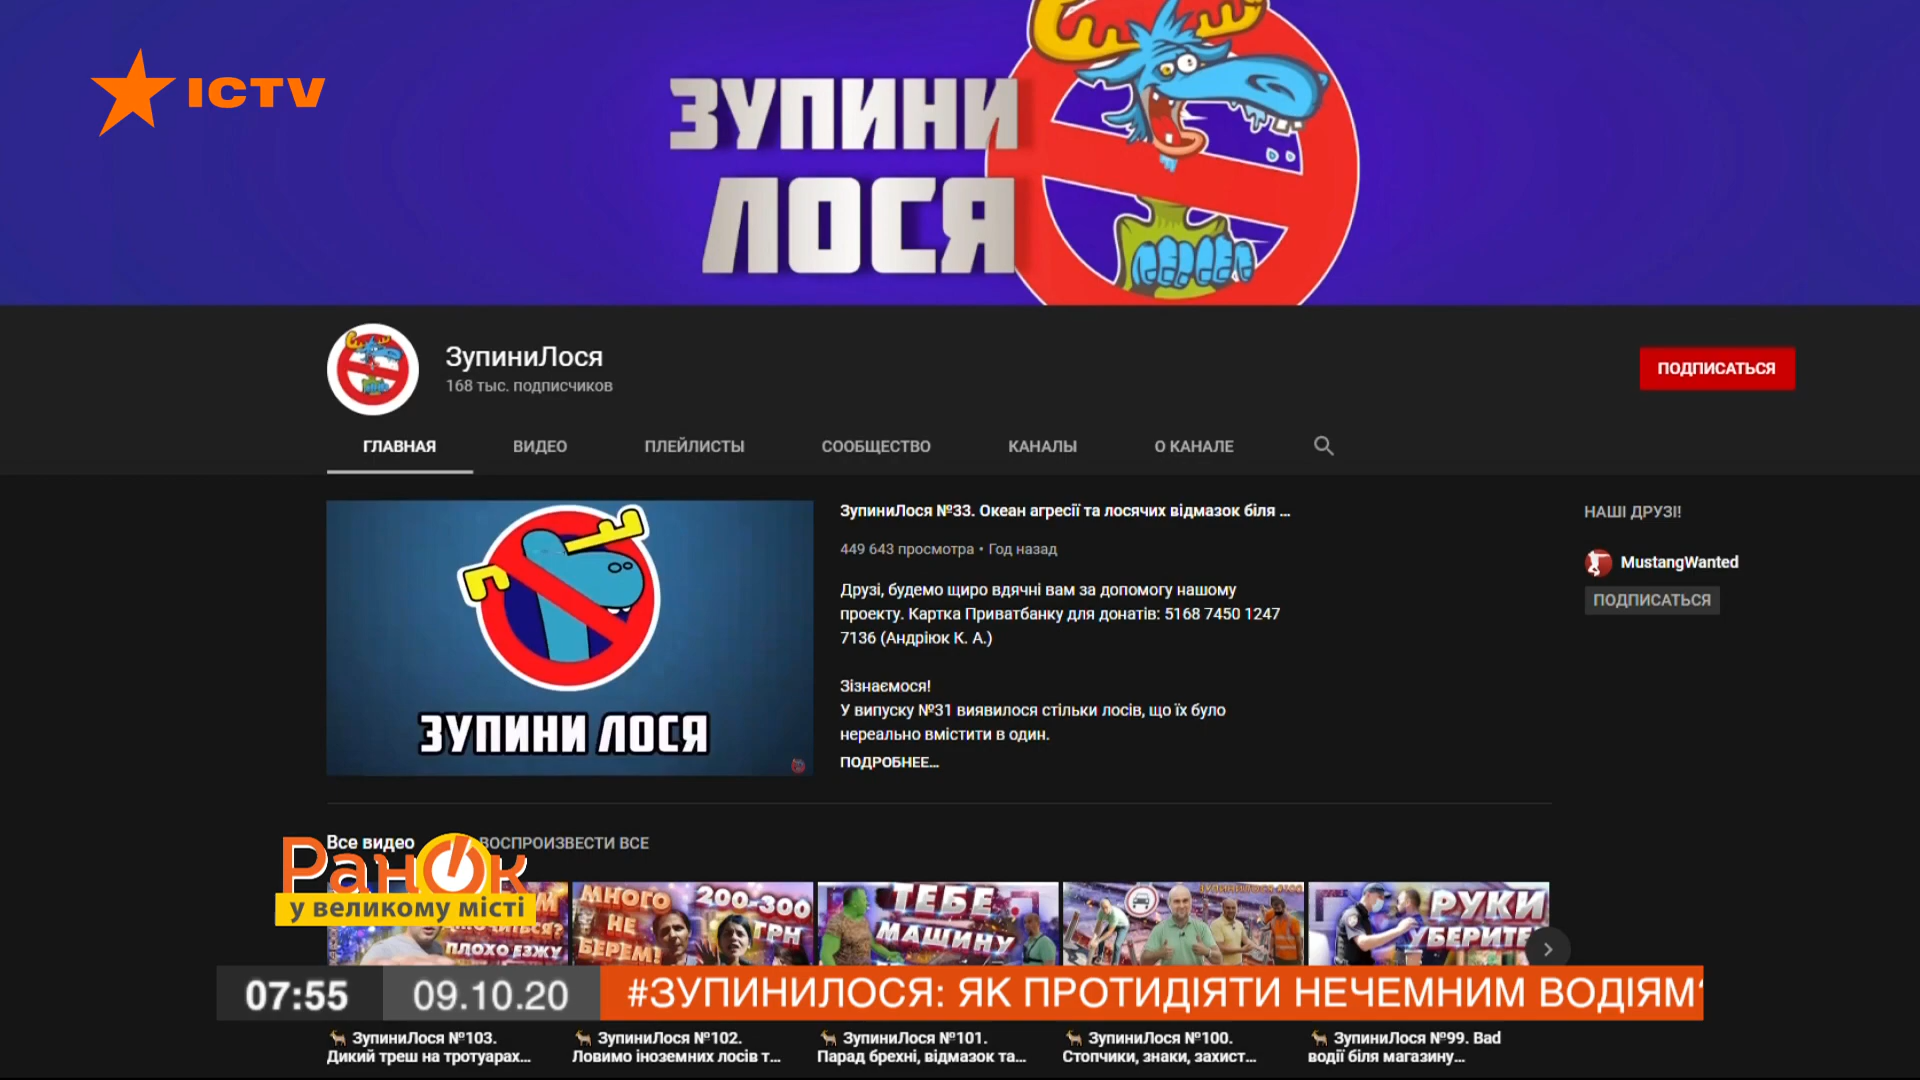 ICTV
ЗУПИНИ
ЛОСЯ
ЗупиниЛося
168 тыс. подписчиков
ПОДПИСАТЬСЯ
ГЛАВНАЯ ВИДЕО ПЛЕЙЛИСТЫ СООБЩЕСТВО КАНАЛЫ О КАНАЛЕ
ЗУПИНИ ЛОСЯ
ЗупиниЛося №33. Океан агресії та лосячих відмазок біля ...
449 643 просмотра • Год назад
Друзі, будемо щиро вдячні вам за допомогу нашому
проекту. Картка Приватбанку для донатів: 5168 7450 1247
7136 (Андріюк К. А.)
Зізнаємося!
У випуску №31 виявилося стільки лосів, що їх було
нереально вмістити в один.
ПОДРОБНЕЕ...
НАШІ ДРУЗІ!
MustangWanted
ПОДПИСАТЬСЯ
Все видео
ВОСПРОИЗВЕСТИ ВСЕ
Ранок
у великому місті
ПЛОХО ЕЗЖУ
МНОГО
НЕ
БЕРЕМ!
200-300
ГРН
ТЕБЕ
МАШИНУ
РУКИ
УБЕРИТЕ
07:55 09.10.20 #ЗУПИНИЛОСЯ: ЯК ПРОТИДІЯТИ НЕЧЕМНИМ ВОДІЯМ?
ЗупиниЛося №103.
Дикий треш на тротуарах...
ЗупиниЛося №102.
Ловимо іноземних лосів т...
ЗупиниЛося №101.
Парад брехні, відмазок та...
ЗупиниЛося №100.
Стопчики, знаки, захист...
ЗупиниЛося №99. Bad
водії біля магазину...